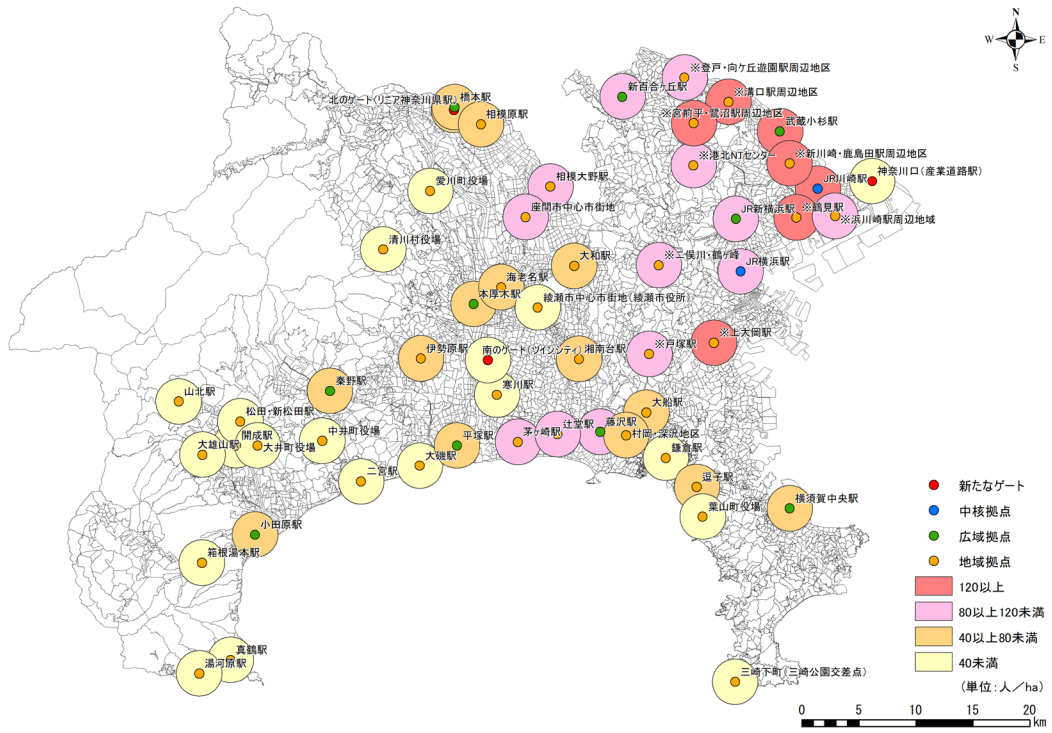 N
W
E
S
※登戸・向ケ丘遊園駅周辺地区
新百合ヶ丘駅
※溝口駅周辺地区
北のゲート(リニア神奈川県駅)
橋本駅
相模原駅
※宮前平・鷺沼駅周辺地区
武蔵小杉駅
※港北NTセンター
※新川崎・鹿島田駅周辺地区
神奈川口(産業道路駅)
JR川崎駅
愛川町役場
相模大野駅
座間市中心市街地
JR新横浜駅
※鶴見駅
※浜川崎駅周辺地域
清川村役場
大和駅
※二俣川・鶴ヶ峰
JR横浜駅
海老名駅
本厚木駅
綾瀬市中心市街地(綾瀬市役所)
※上大岡駅
伊勢原駅
南のゲート(ツインシティ)
湘南台駅
※戸塚駅
秦野駅
寒川駅
山北駅
松田・新松田駅
大船駅
開成駅
中井町役場
平塚駅
茅ヶ崎駅
辻堂駅
藤沢駅
村岡・深沢地区
大雄山駅
大井町役場
大磯駅
鎌倉駅
二宮駅
逗子駅
葉山町役場
横須賀中央駅
小田原駅
箱根湯本駅
真鶴駅
湯河原駅
三崎下町(三崎公園交差点)
新たなゲート
中核拠点
広域拠点
地域拠点
120以上
80以上120未満
40以上80未満
40未満
(単位:人/ha)
0 5 10 15 20
km